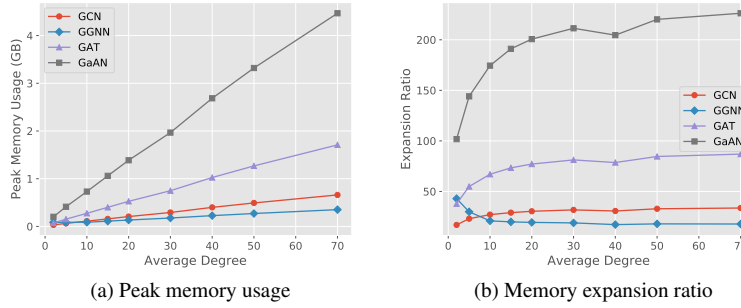 GCN
GGNN
GAT
GaAN
Peak Memory Usage (GB)
4
3
2
1
0
0 10 20 30 40 50 60 70
Average Degree
(a) Peak memory usage
Expansion Ratio
200
150
100
50
GCN
GGNN
GAT
GaAN
0 10 20 30 40 50 60 70
Average Degree
(b) Memory expansion ratio